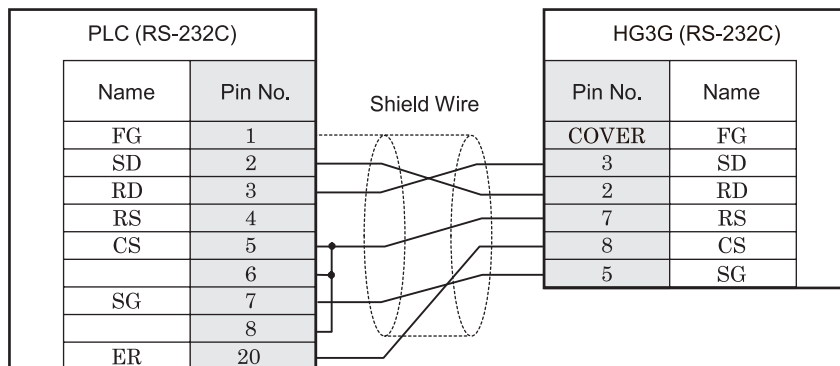 PLC (RS-232C)
Name Pin No.
FG 1
SD 2
RD 3
RS 4
CS 5
6
SG 7
8
ER 20
Shield Wire
HG3G (RS-232C)
Pin No. Name
COVER FG
3 SD
2 RD
7 RS
8 CS
5 SG